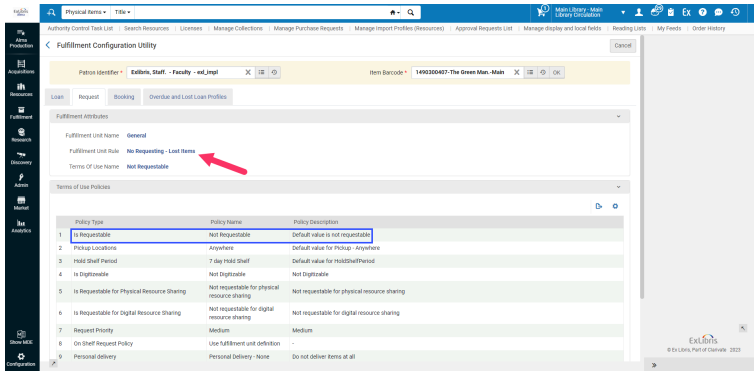 ExLibris
Alma
Production
Acquisitions
Resources
Fulfillment
Research
Discovery
Admin
Market
Analytics
Show MDE
Configuration
Physical items
Title
Main Library - Main
Library Circulation
Authority Control Task List | Search Resources | Licenses | Manage Collections | Manage Purchase Requests | Manage Import Profiles (Resources) | Approval Requests List | Manage display and local fields | Reading Lists | My Feeds | Order History
Fulfillment Configuration Utility
Cancel
Patron Identifier * Exlibris, Staff. - Faculty - exl_impl
Item Barcode * 1490300407-The Green Man.-Main
OK
Loan Request Booking Overdue and Lost Loan Profiles
Fulfillment Attributes
Fulfillment Unit Name General
Fulfillment Unit Rule No Requesting - Lost Items
Terms Of Use Name Not Requestable
Terms of Use Policies
Policy Type Policy Name Policy Description
1 Is Requestable Not Requestable Default value is not requestable
2 Pickup Locations Anywhere Default value for Pickup - Anywhere
3 Hold Shelf Period 7 day Hold Shelf Default value for HoldShelfPeriod
4 Is Digitizeable Not Digitizable Not Digitizable
5 Is Requestable for Physical Resource Sharing Not requestable for physical resource sharing Not requestable for physical resource sharing
6 Is Requestable for Digital Resource Sharing Not requestable for digital resource sharing Not requestable for digital resource sharing
7 Request Priority Medium Medium
8 On Shelf Request Policy Use fulfillment unit definition -
9 Personal delivery Personal Delivery - None Do not deliver items at all
ExLibris
© Ex Libris, Part of Clarivate 2023